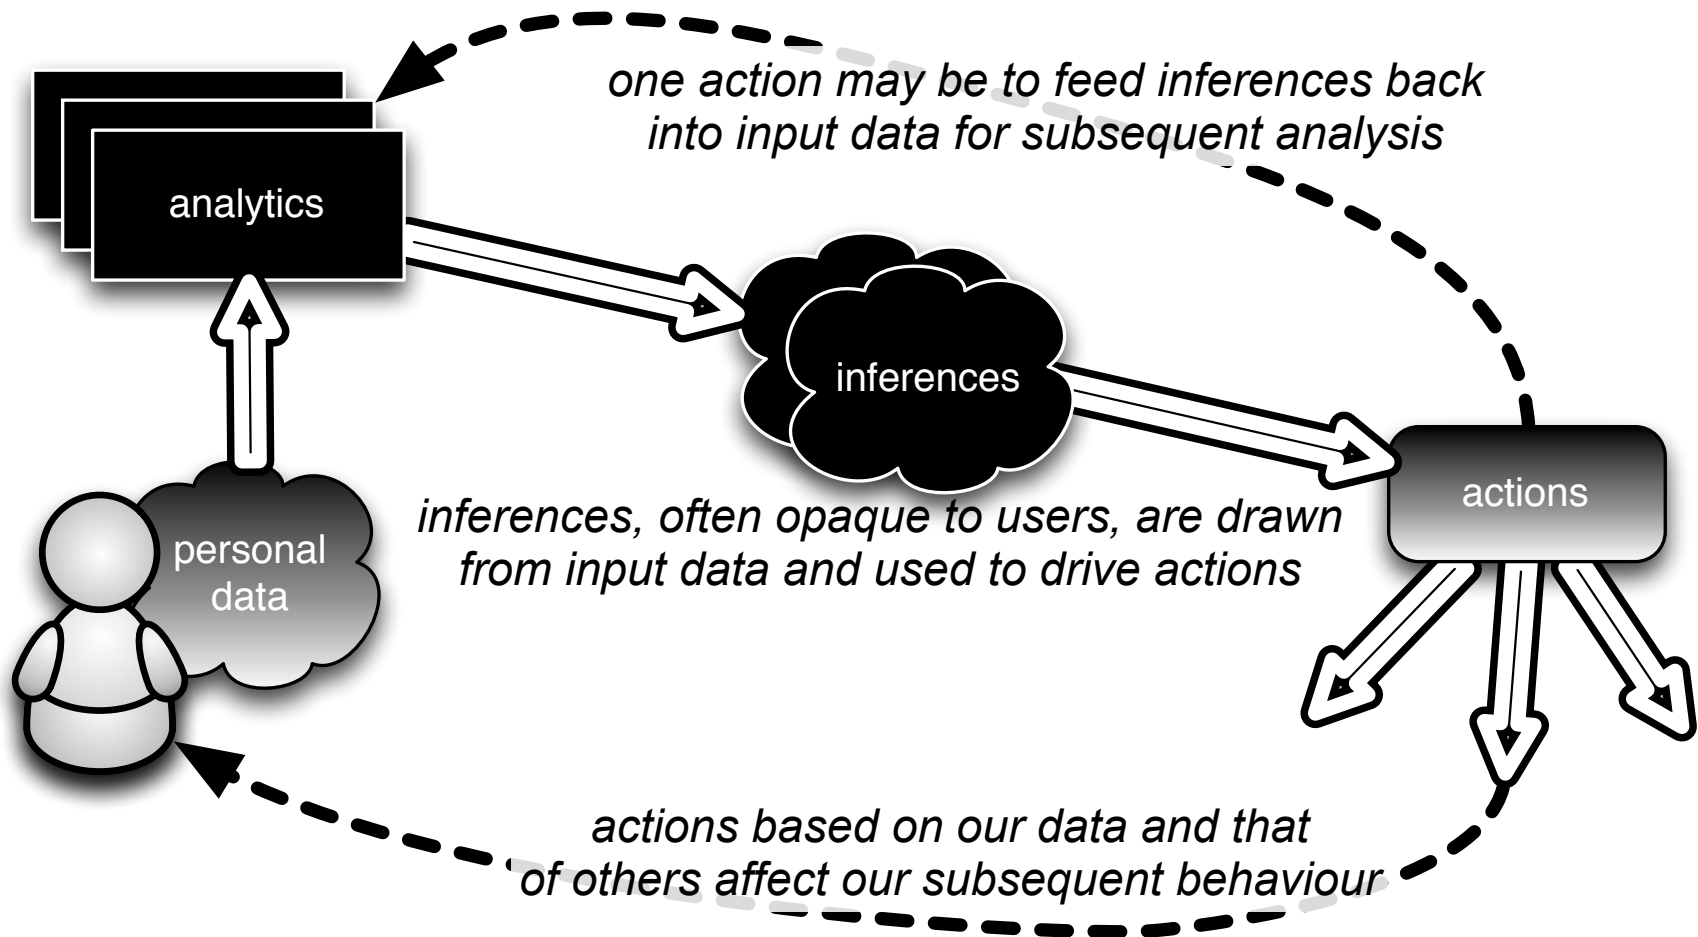 one action may be to feed inferences back
into input data for subsequent analysis
analytics
inferences
actions
inferences, often opaque to users, are drawn
from input data and used to drive actions
personal
data
actions based on our data and that
of others affect our subsequent behaviour